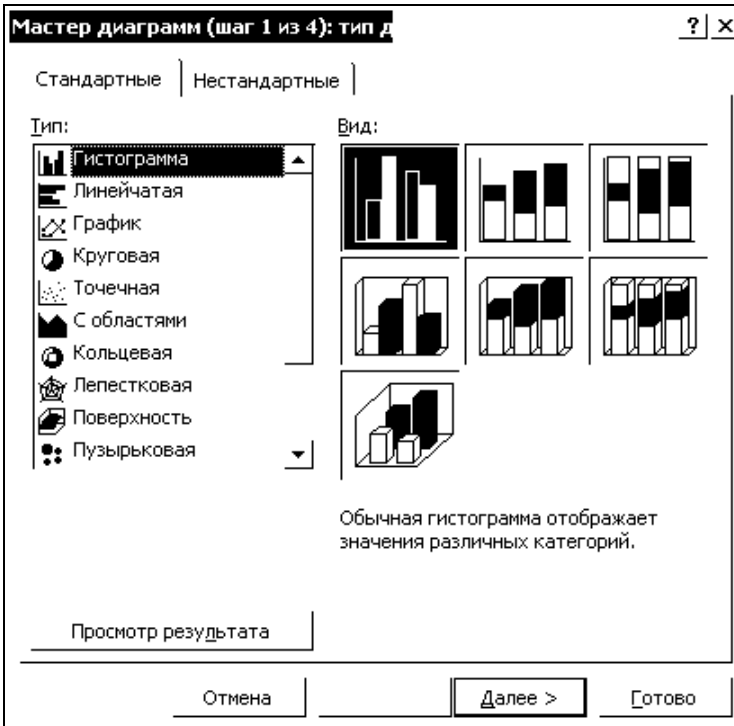 Мастер диаграмм (шаг 1 из 4): тип д
? ×
Стандартные Нестандартные
Тип:
Вид:
Гистограмма
Линейчатая
График
Круговая
Точечная
С областями
Кольцевая
Лепестковая
Поверхность
Пузырьковая
Обычная гистограмма отображает
значения различных категорий.
Просмотр результата
Отмена Далее > Готово